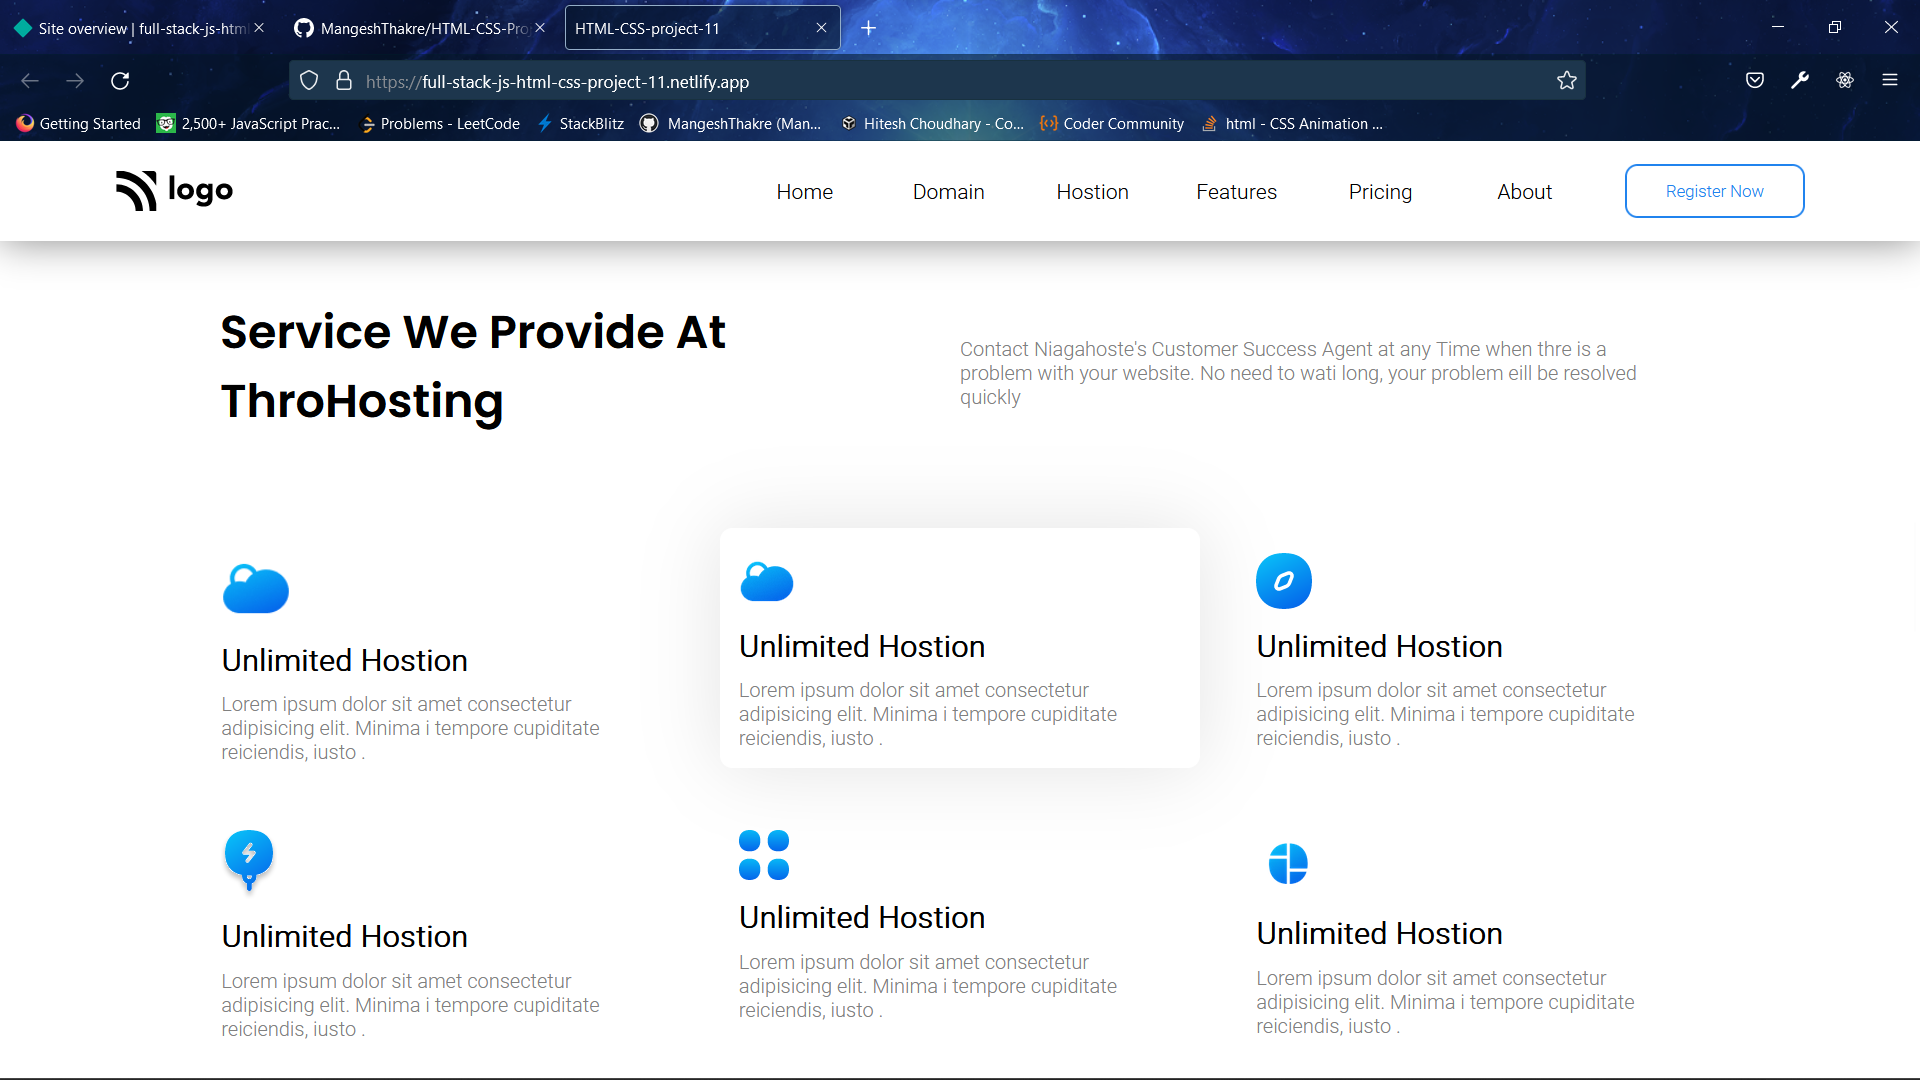 Site overview | full-stack-js-html
MangeshThakre/HTML-CSS-Pro
HTML-CSS-project-11
https://full-stack-js-html-css-project-11.netlify.app
Getting Started
2,500+ JavaScript Prac...
Problems - LeetCode
StackBlitz
MangeshThakre (Man...
Hitesh Choudhary - Co...
Coder Community
html - CSS Animation ...
logo
Home
Domain
Hostion
Features
Pricing
About
Register Now
Service We Provide At
ThroHosting
Contact Niagahoste's Customer Success Agent at any Time when thre is a
problem with your website. No need to wati long, your problem eill be resolved
quickly
Unlimited Hostion
Lorem ipsum dolor sit amet consectetur
adipisicing elit. Minima i tempore cupiditate
reiciendis, iusto .
Unlimited Hostion
Lorem ipsum dolor sit amet consectetur
adipisicing elit. Minima i tempore cupiditate
reiciendis, iusto .
Unlimited Hostion
Lorem ipsum dolor sit amet consectetur
adipisicing elit. Minima i tempore cupiditate
reiciendis, iusto .
Unlimited Hostion
Lorem ipsum dolor sit amet consectetur
adipisicing elit. Minima i tempore cupiditate
reiciendis, iusto .
Unlimited Hostion
Lorem ipsum dolor sit amet consectetur
adipisicing elit. Minima i tempore cupiditate
reiciendis, iusto .
Unlimited Hostion
Lorem ipsum dolor sit amet consectetur
adipisicing elit. Minima i tempore cupiditate
reiciendis, iusto .